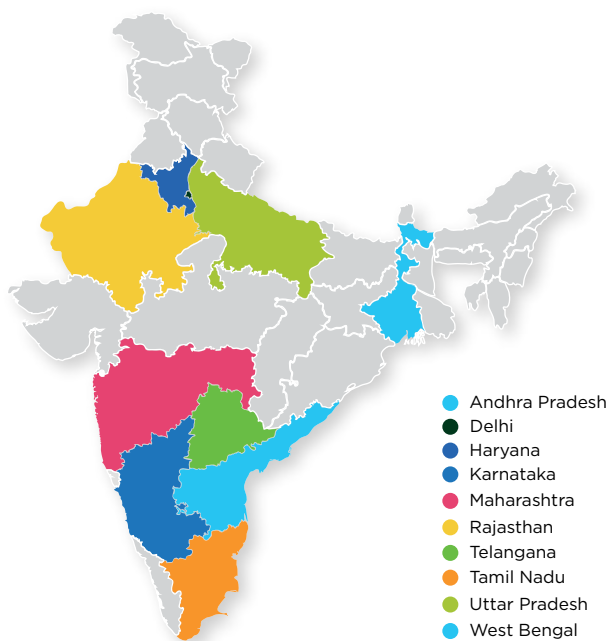 Andhra Pradesh
Delhi
Haryana
Karnataka
Maharashtra
Rajasthan
Telangana
Tamil Nadu
Uttar Pradesh
West Bengal